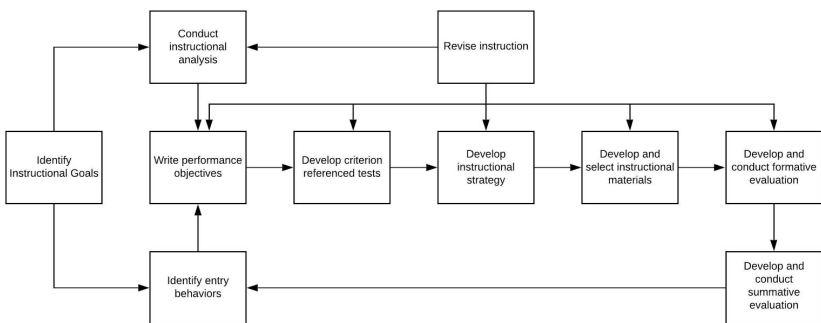 Conduct
instructional
analysis
Revise instruction
Identify
Instructional Goals
Write performance
objectives
Develop criterion
referenced tests
Develop
instructional
strategy
Develop and
select instructional
materials
Develop and
conduct formative
evaluation
Identify entry
behaviors
Develop and
conduct
summative
evaluation